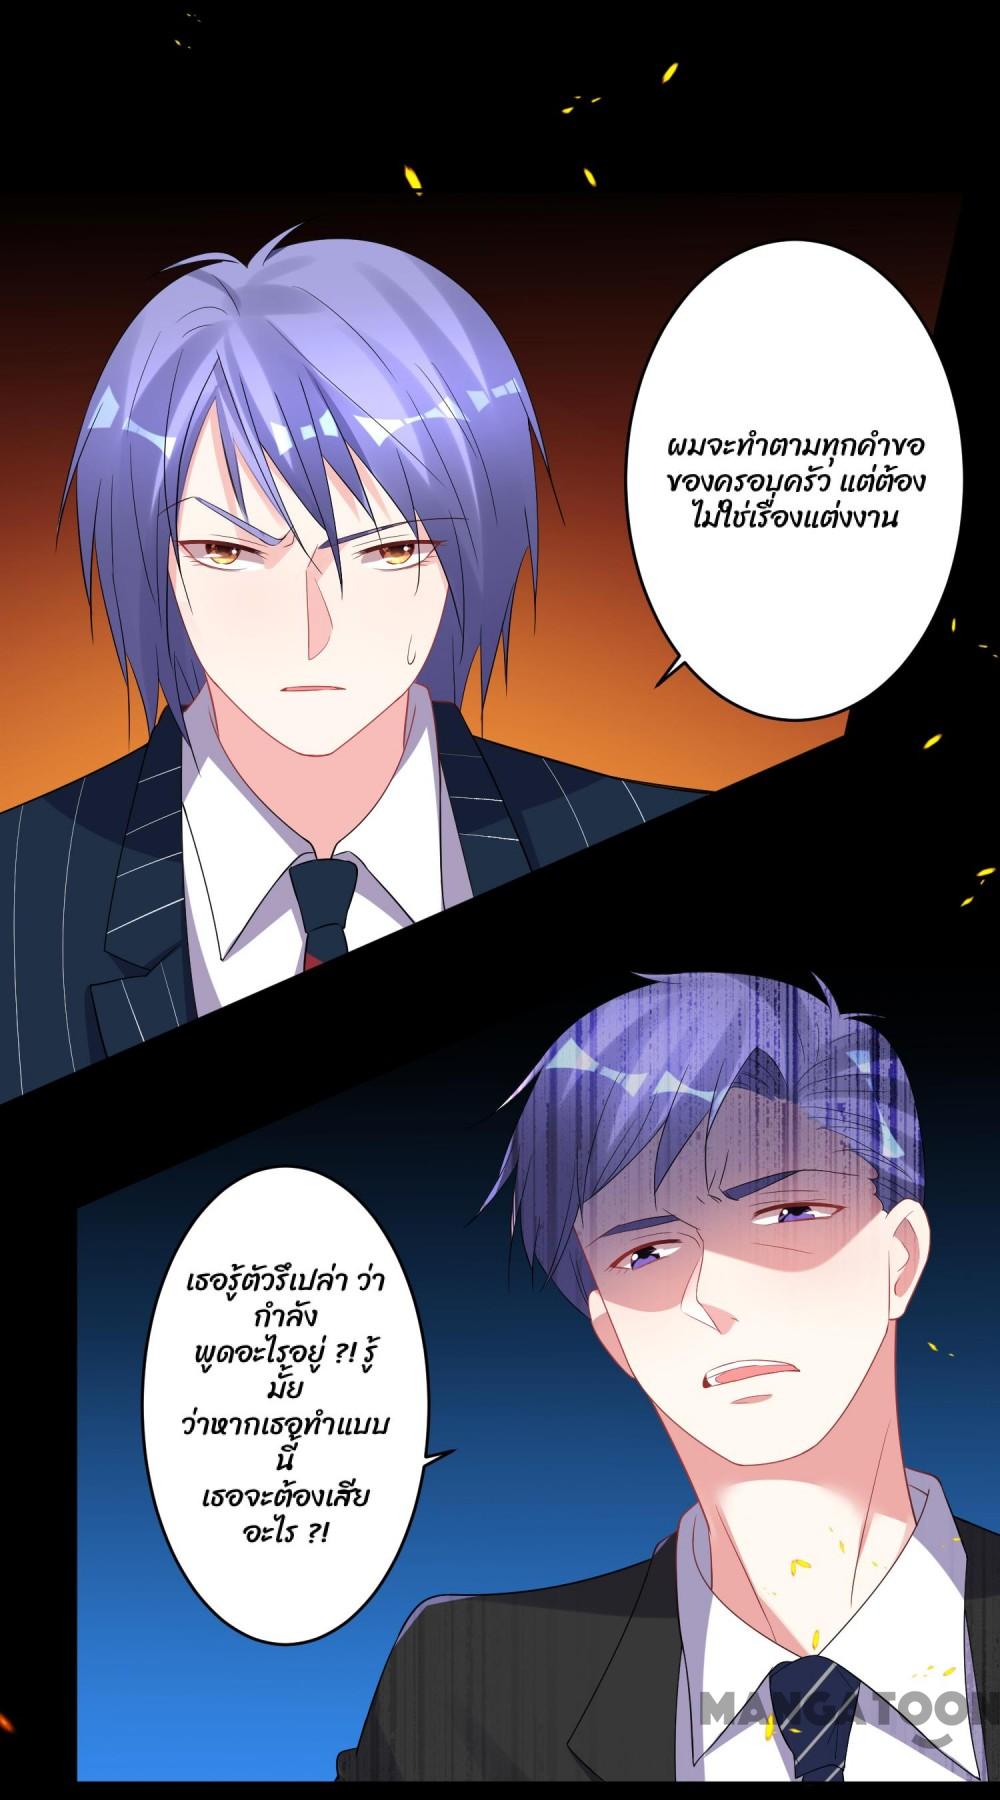 ผมจะทำตามทุกคำขอ
ของครอบครัว แต่ต้อง
ไม่ใช่เรื่องแต่งงาน
เธอรู้ตัวรึเปล่า ว่า
กำลัง
พูดอะไรอยู่ ?! รู้
มั้ย
ว่าหากเธอทำแบบ
นี้
เธอจะต้องเสีย
อะไร ?!
MANGATOON